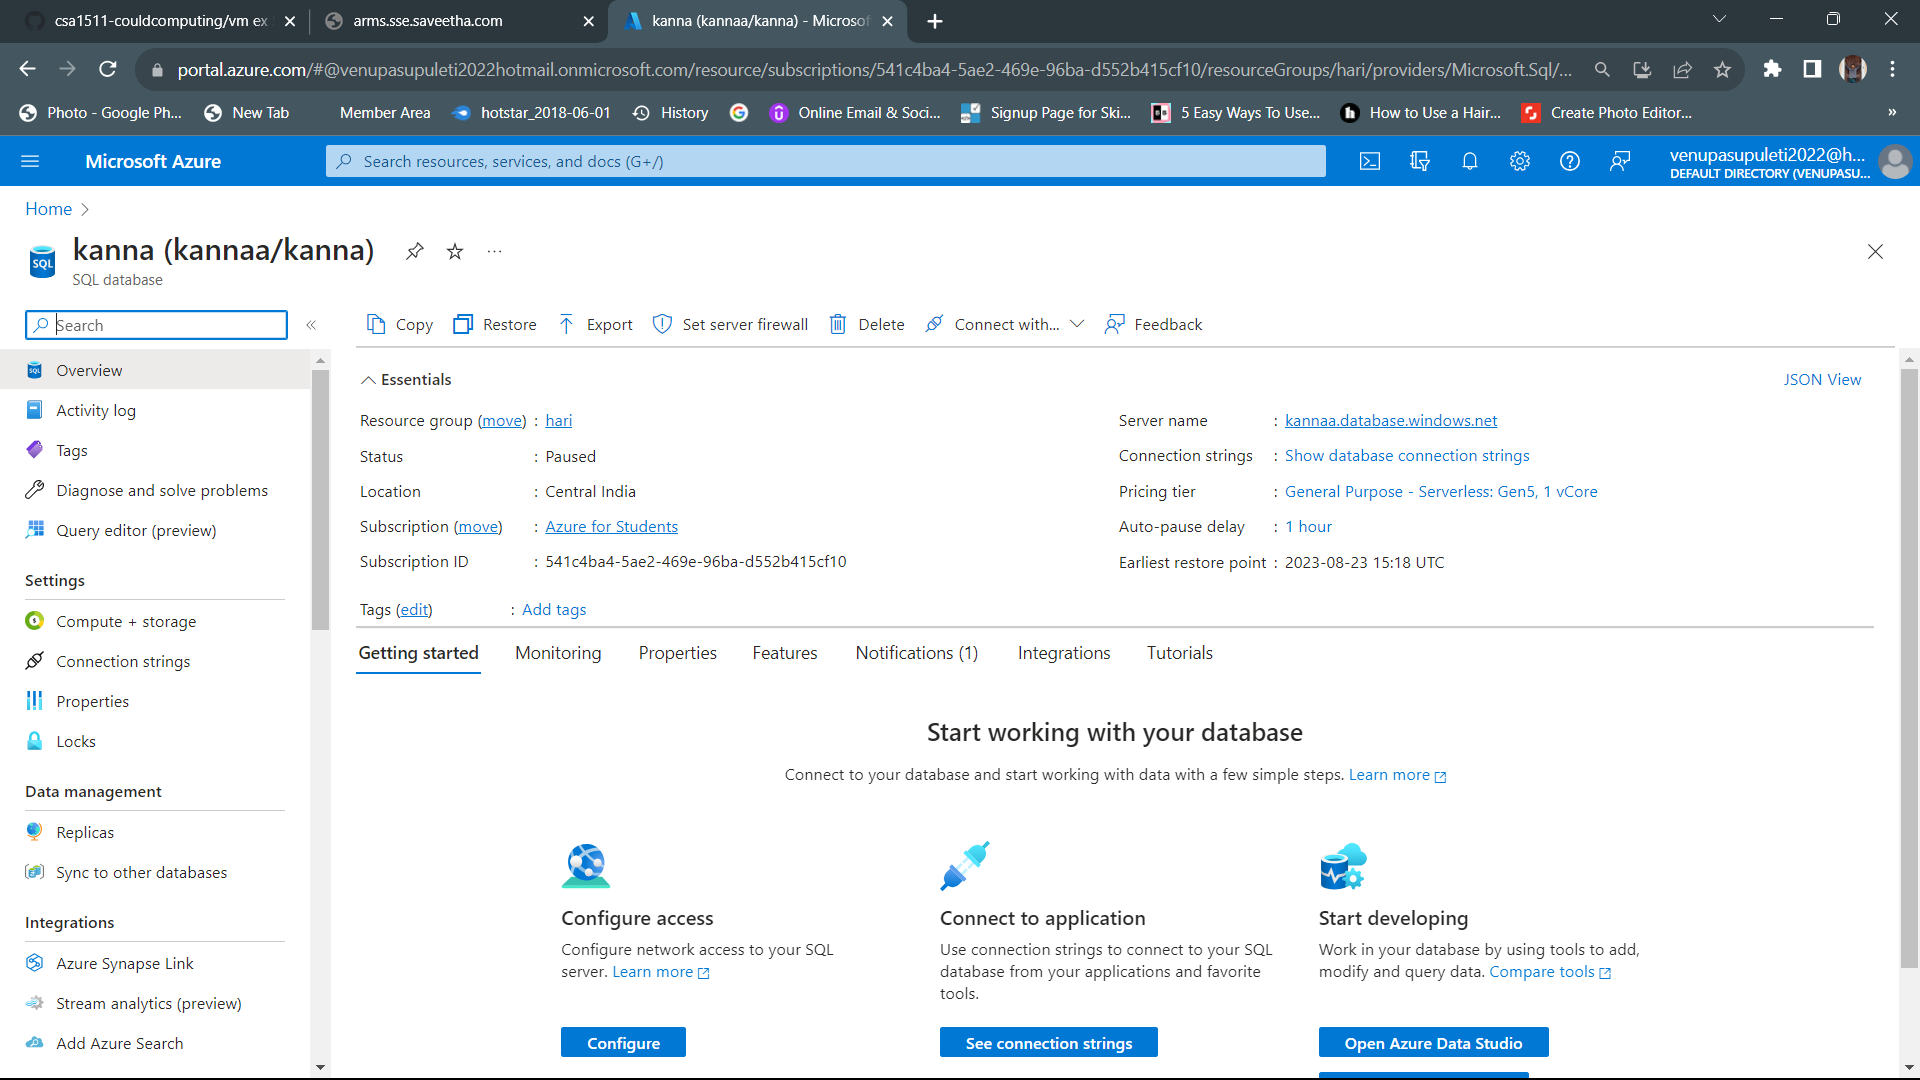 csa1511-couldcomputing/vm ex
arms.sse.saveetha.com
kanna (kannaa/kanna) - Microsof
portal.azure.com/#@venupasupuleti2022hotmail.onmicrosoft.com/resource/subscriptions/541c4ba4-5ae2-469e-96ba-d552b415cf10/resourceGroups/hari/providers/Microsoft.Sql/...
Photo - Google Ph... New Tab Member Area hotstar_2018-06-01 History Online Email & Soci... Signup Page for Ski... 5 Easy Ways To Use... How to Use a Hair... Create Photo Editor... »
Microsoft Azure
Search resources, services, and docs (G+/)
venupasupuleti2022@h...
DEFAULT DIRECTORY (VENUPASU...
Home
kanna (kannaa/kanna)
SQL
SQL database
Search
Copy Restore Export Set server firewall Delete Connect with... Feedback
Overview
Activity log
Tags
Diagnose and solve problems
Query editor (preview)
Settings
Compute + storage
Connection strings
Properties
Locks
Data management
Replicas
Sync to other databases
Integrations
Azure Synapse Link
Stream analytics (preview)
Add Azure Search
Essentials
JSON View
Resource group (move) : hari
Status : Paused
Location : Central India
Subscription (move) : Azure for Students
Subscription ID : 541c4ba4-5ae2-469e-96ba-d552b415cf10
Server name : kannaa.database.windows.net
Connection strings : Show database connection strings
Pricing tier : General Purpose - Serverless: Gen5, 1 vCore
Auto-pause delay : 1 hour
Earliest restore point : 2023-08-23 15:18 UTC
Tags (edit) : Add tags
Getting started Monitoring Properties Features Notifications (1) Integrations Tutorials
Start working with your database
Connect to your database and start working with data with a few simple steps. Learn more
Configure access
Configure network access to your SQL
server. Learn more
Configure
Connect to application
Use connection strings to connect to your SQL
database from your applications and favorite
tools.
See connection strings
Start developing
Work in your database by using tools to add,
modify and query data. Compare tools
Open Azure Data Studio